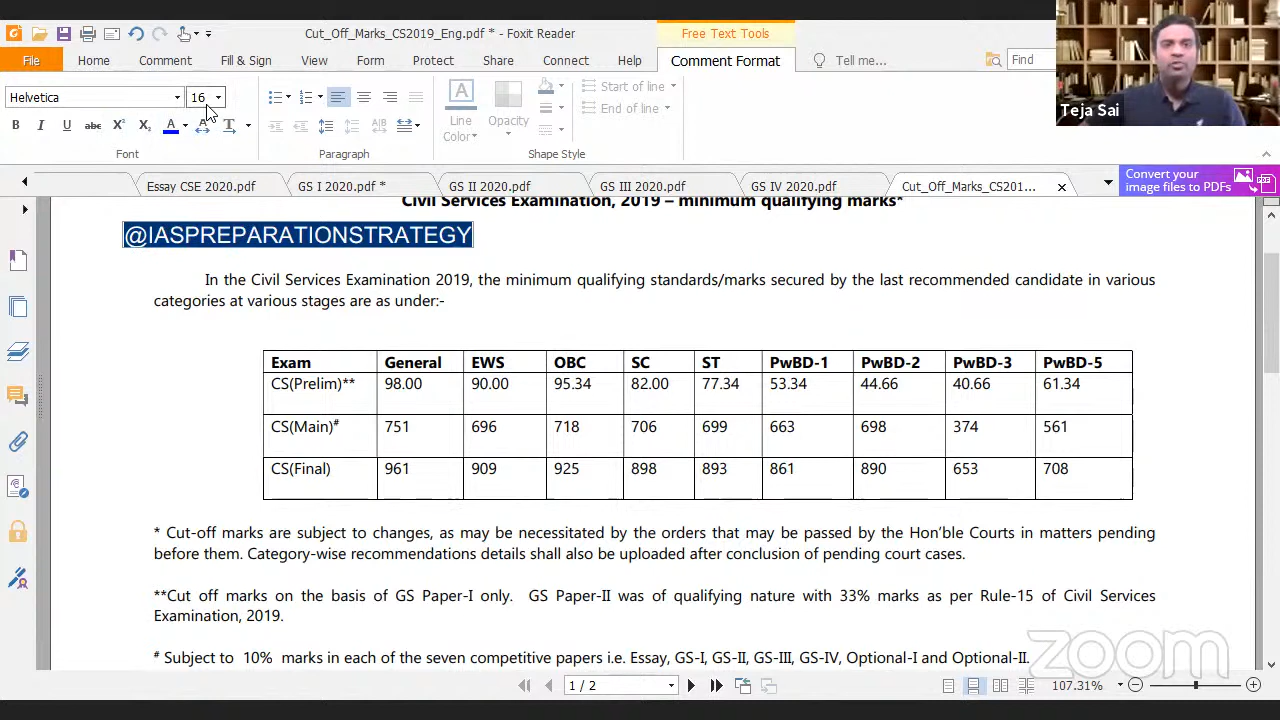 Cut_Off_Marks_CS2019_Eng.pdf * - Foxit Reader
Free Text Tools
File Home Comment Fill & Sign View Form Protect Share Connect Help Comment Format Tell me... Find
Teja Sai
Helvetica 16
Start of line
End of line
Line Color
Opacity
B I U abc X² X₂ A
Font Paragraph Shape Style
Essay CSE 2020.pdf GS I 2020.pdf * GS II 2020.pdf GS III 2020.pdf GS IV 2020.pdf Cut_Off_Marks_CS201...
Convert your
image files to PDFs
Civil Services Examination, 2019 – minimum qualifying marks*
@IASPREPARATIONSTRATEGY
In the Civil Services Examination 2019, the minimum qualifying standards/marks secured by the last recommended candidate in various
categories at various stages are as under:-
Exam General EWS OBC SC ST PwBD-1 PwBD-2 PwBD-3 PwBD-5
CS(Prelim)** 98.00 90.00 95.34 82.00 77.34 53.34 44.66 40.66 61.34
CS(Main)# 751 696 718 706 699 663 698 374 561
CS(Final) 961 909 925 898 893 861 890 653 708
* Cut-off marks are subject to changes, as may be necessitated by the orders that may be passed by the Hon’ble Courts in matters pending
before them. Category-wise recommendations details shall also be uploaded after conclusion of pending court cases.
**Cut off marks on the basis of GS Paper-I only. GS Paper-II was of qualifying nature with 33% marks as per Rule-15 of Civil Services
Examination, 2019.
# Subject to 10% marks in each of the seven competitive papers i.e. Essay, GS-I, GS-II, GS-III, GS-IV, Optional-I and Optional-II.
zoom
1 / 2
107.31%